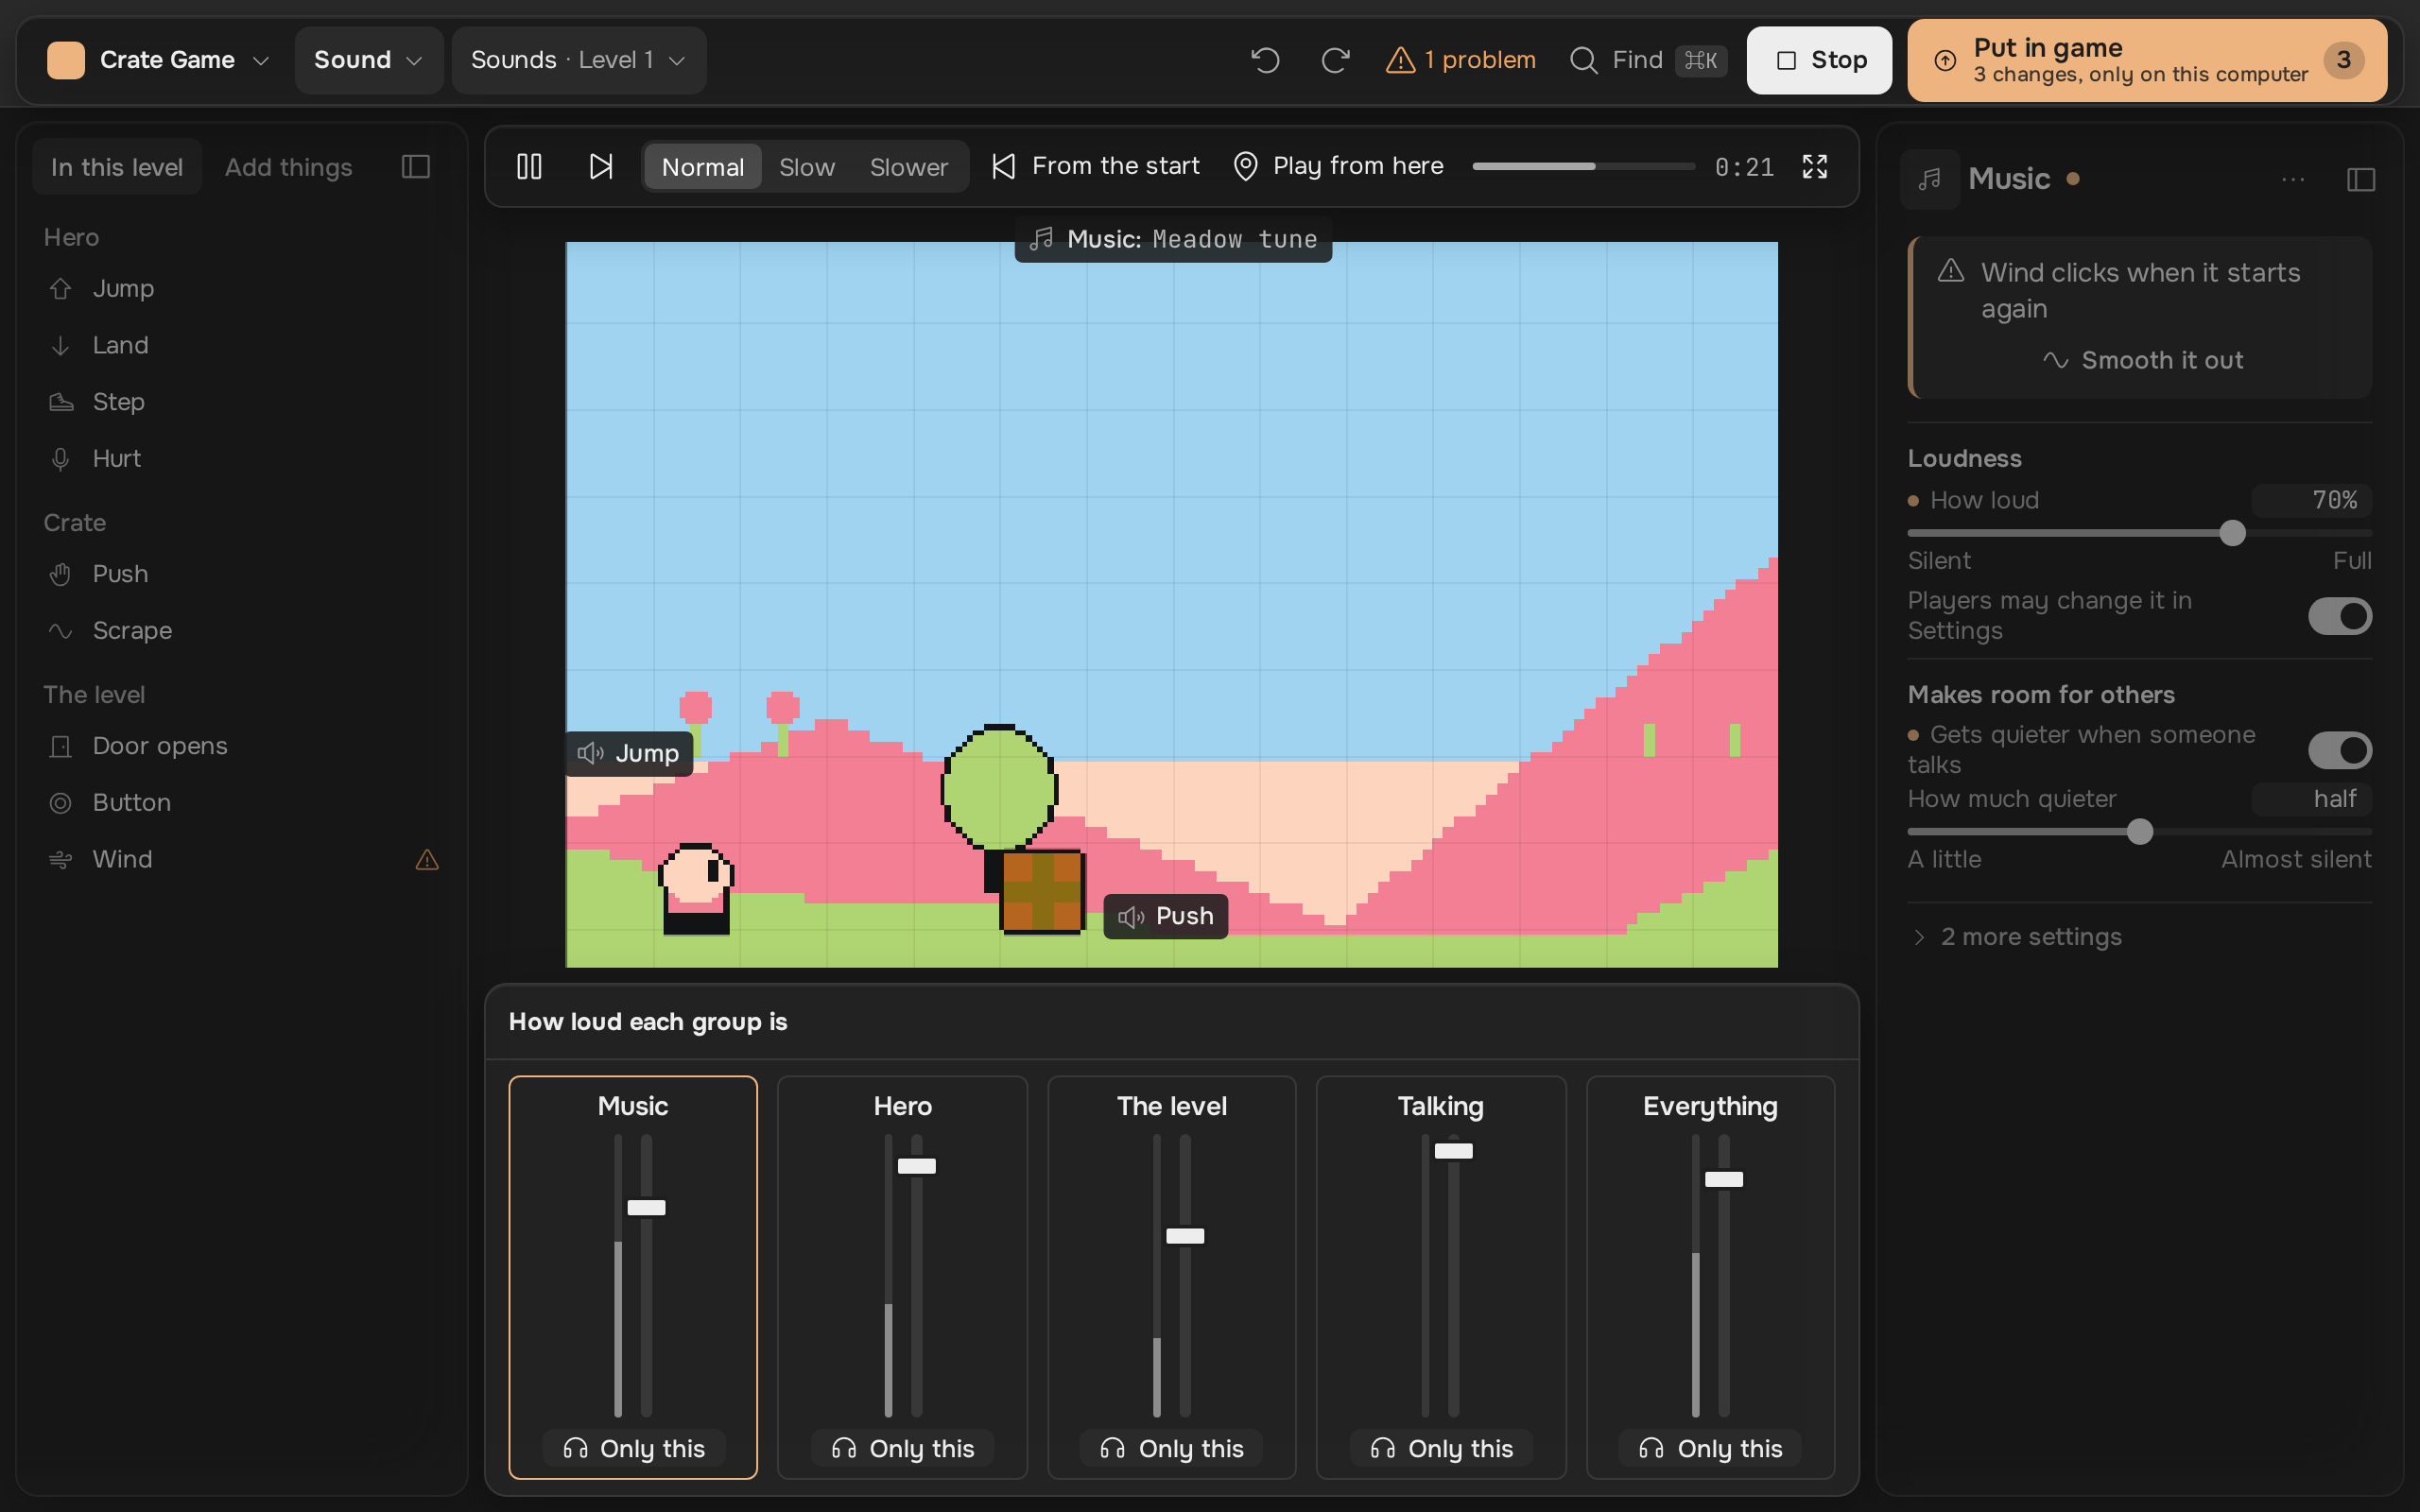 Crate Game
Sound
Sounds · Level 1
1 problem
Find ⌘K
Stop
Put in game
3 changes, only on this computer
3
In this level
Add things
Hero
Jump
Land
Step
Hurt
Crate
Push
Scrape
The level
Door opens
Button
Wind
Normal
Slow
Slower
From the start
Play from here
0:21
Music: Meadow tune
Jump
Push
How loud each group is
Music
Hero
The level
Talking
Everything
Only this
Only this
Only this
Only this
Only this
Music
Wind clicks when it starts
again
Smooth it out
Loudness
How loud
70%
Silent
Full
Players may change it in
Settings
Makes room for others
Gets quieter when someone
talks
How much quieter
half
A little
Almost silent
2 more settings